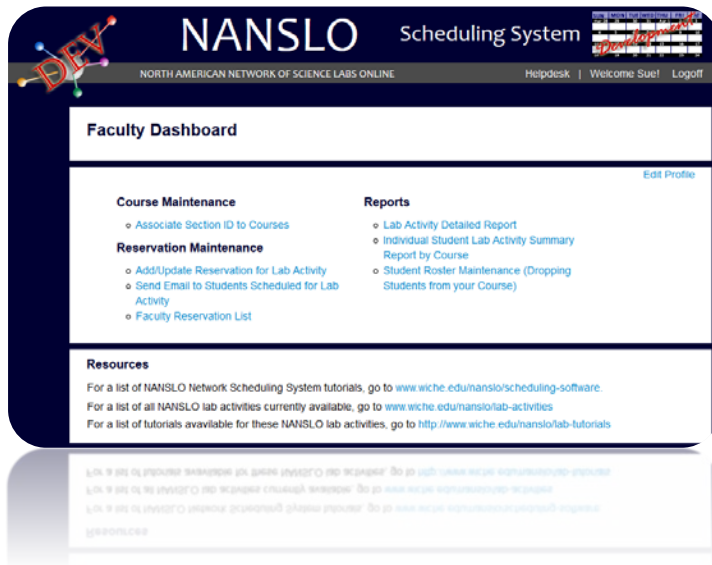 DEV
NANSLO
Scheduling System
Development
NORTH AMERICAN NETWORK OF SCIENCE LABS ONLINE
Helpdesk | Welcome Sue! Logoff
Faculty Dashboard
Edit Profile
Course Maintenance
Associate Section ID to Courses
Reservation Maintenance
Add/Update Reservation for Lab Activity
Send Email to Students Scheduled for Lab
Activity
Faculty Reservation List
Reports
Lab Activity Detailed Report
Individual Student Lab Activity Summary
Report by Course
Student Roster Maintenance (Dropping
Students from your Course)
Resources
For a list of NANSLO Network Scheduling System tutorials, go to www.wiche.edu/nanslo/scheduling-software.
For a list of all NANSLO lab activities currently available, go to www.wiche.edu/nanslo/lab-activities
For a list of tutorials avavilable for these NANSLO lab activities, go to http://www.wiche.edu/nanslo/lab-tutorials